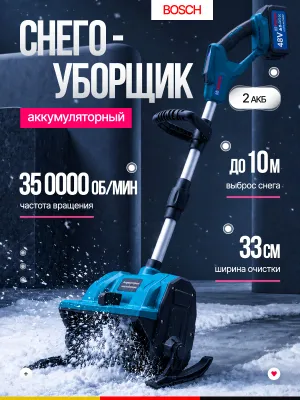 BOSCH
СНЕГО -
УБОРЩИК
аккумуляторный
48V
2 АКБ
до 10 м
выброс снега
35 0000 об/мин
частота вращения
33 см
ширина очистки